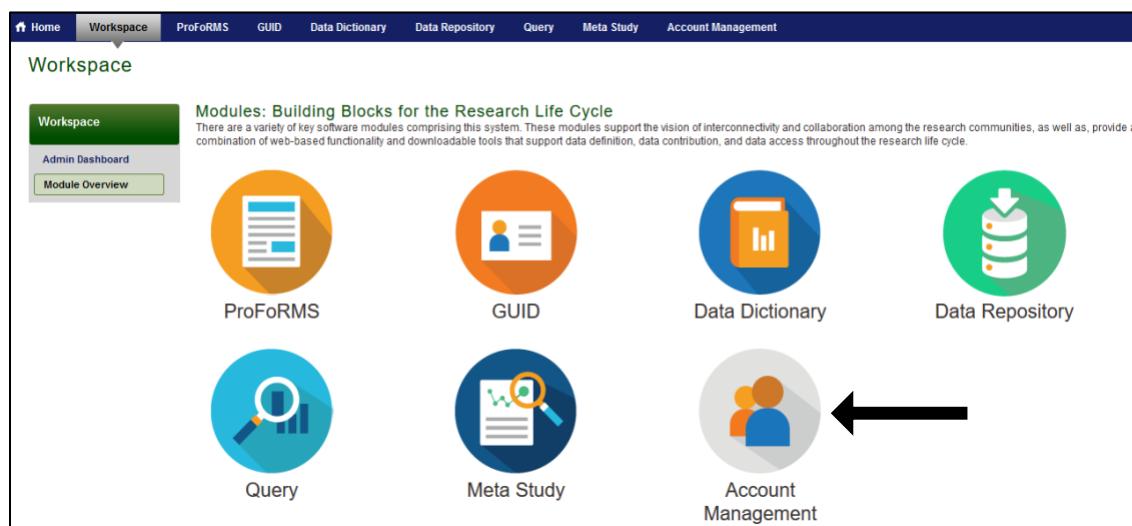 Home Workspace ProFoRMS GUID Data Dictionary Data Repository Query Meta Study Account Management
Workspace
Workspace
Admin Dashboard
Module Overview
Modules: Building Blocks for the Research Life Cycle
There are a variety of key software modules comprising this system. These modules support the vision of interconnectivity and collaboration among the research communities, as well as, provide a
combination of web-based functionality and downloadable tools that support data definition, data contribution, and data access throughout the research life cycle.
ProFoRMS GUID Data Dictionary Data Repository
Query Meta Study Account
Management